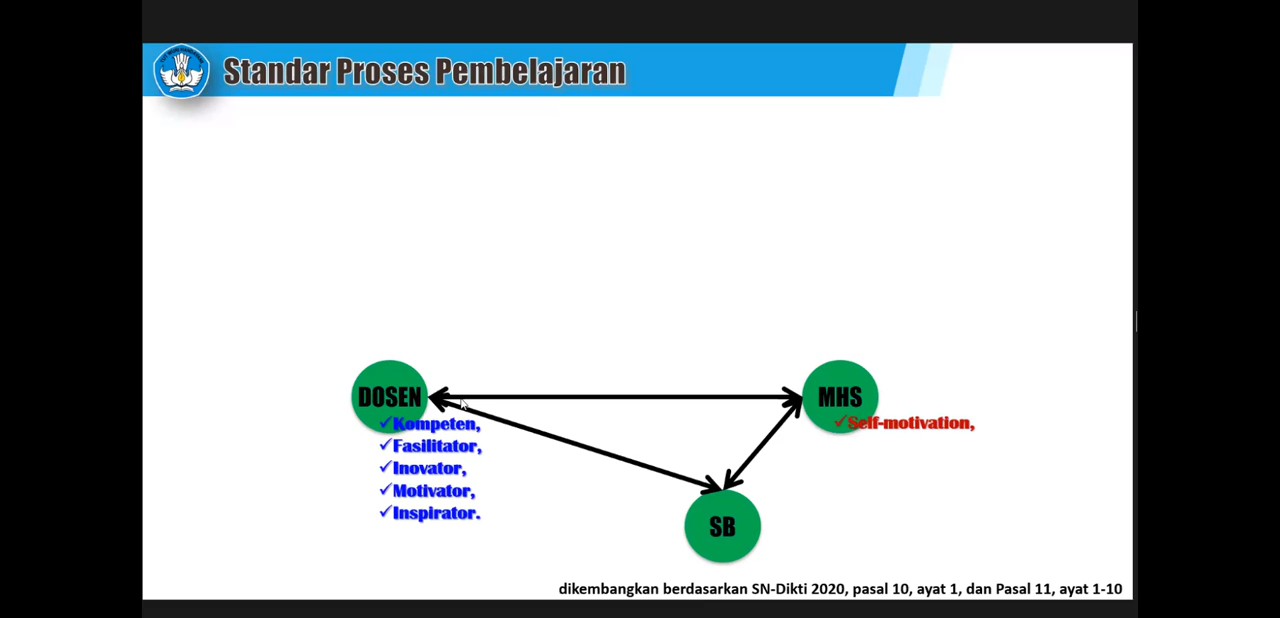 Standar Proses Pembelajaran
DOSEN
✓Kompeten,
✓Fasilitator,
✓Inovator,
✓Motivator,
✓Inspirator.
MHS
✓Self-motivation,
SB
dikembangkan berdasarkan SN-Dikti 2020, pasal 10, ayat 1, dan Pasal 11, ayat 1-10